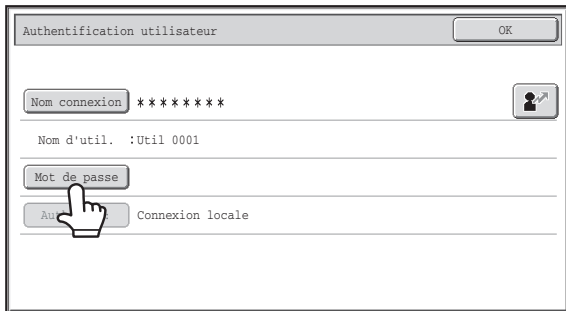 Authentification utilisateur OK
Nom connexion ********
Nom d'util. :Util 0001
Mot de passe
Connexion locale